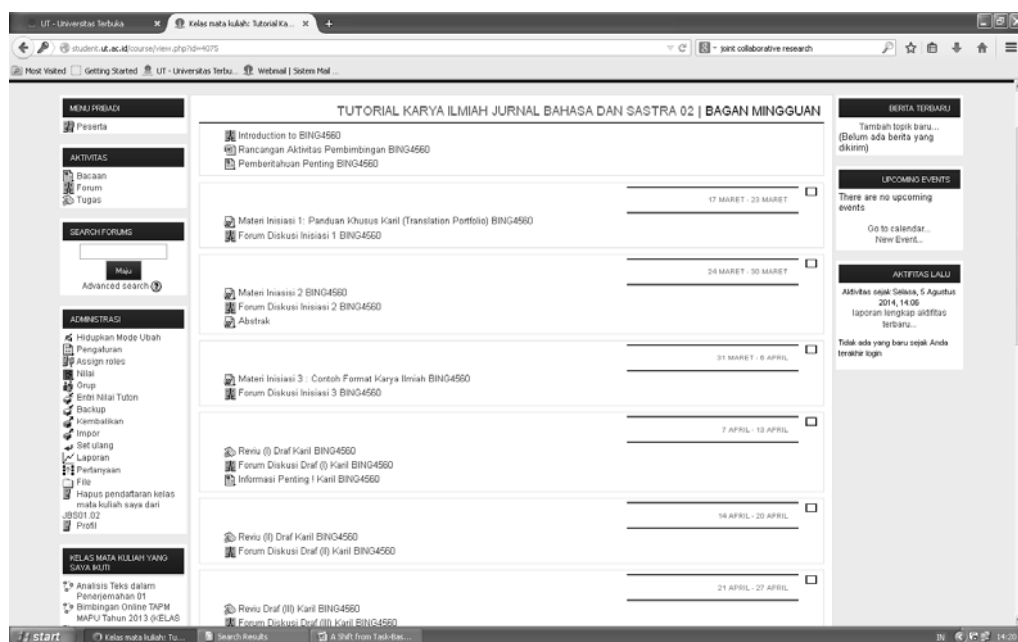 UT - Universitas Terbuka
Kelas mata kuliah: Tutorial Ka...
student.ut.ac.id/course/view.php?id=4075
joint collaborative research
Most Visited
Getting Started
UT - Universitas Terbu...
Webmail | Sistem Mail ...
MENU PRIBADI
Peserta
AKTIVITAS
Bacaan
Forum
Tugas
SEARCH FORUMS
Maju
Advanced search
ADMINISTRASI
Hidupkan Mode Ubah
Pengaturan
Assign roles
Nilai
Grup
Entri Nilai Tuton
Backup
Kembalikan
Impor
Set ulang
Laporan
Pertanyaan
File
Hapus pendaftaran kelas
mata kuliah saya dari
JBS01.02
Profil
KELAS MATA KULIAH YANG
SAYA IKUTI
Analisis Teks dalam
Penerjemahan 01
Bimbingan Online TAPM
MAPU Tahun 2013 (KELAS
TUTORIAL KARYA ILMIAH JURNAL BAHASA DAN SASTRA 02 | BAGAN MINGGUAN
Introduction to BING4560
Rancangan Aktivitas Pembimbingan BING4560
Pemberitahuan Penting BING4560
17 MARET - 23 MARET
Materi Inisiasi 1: Panduan Khusus Karil (Translation Portfolio) BING4560
Forum Diskusi Inisiasi 1 BING4560
24 MARET - 30 MARET
Materi Iniasisi 2 BING4560
Forum Diskusi Inisiasi 2 BING4560
Abstrak
31 MARET - 6 APRIL
Materi Inisiasi 3 : Contoh Format Karya Ilmiah BING4560
Forum Diskusi Inisiasi 3 BING4560
7 APRIL - 13 APRIL
Reviu (I) Draf Karil BING4560
Forum Diskusi Draf (I) Karil BING4560
Informasi Penting ! Karil BING4560
14 APRIL - 20 APRIL
Reviu (II) Draf Karil BING4560
Forum Diskusi Draf (II) Karil BING4560
21 APRIL - 27 APRIL
Reviu Draf (III) Karil BING4560
Forum Diskusi Draf (III) Karil BING4560
BERITA TERBARU
Tambah topik baru...
(Belum ada berita yang
dikirim)
UPCOMING EVENTS
There are no upcoming
events
Go to calendar...
New Event...
AKTIFITAS LALU
Aktivitas sejak Selasa, 5 Agustus
2014, 14:06
laporan lengkap aktifitas
terbaru...
Tidak ada yang baru sejak Anda
terakhir login
start
Kelas mata kuliah: Tu...
Search Results
A Shift from Task-Bas...
IN
14:20